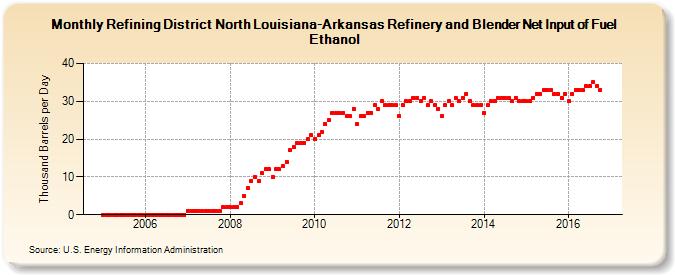 Monthly Refining District North Louisiana-Arkansas Refinery and Blender Net Input of Fuel
Ethanol
Thousand Barrels per Day
40
30
20
10
0
2006 2008 2010 2012 2014 2016
Source: U.S. Energy Information Administration